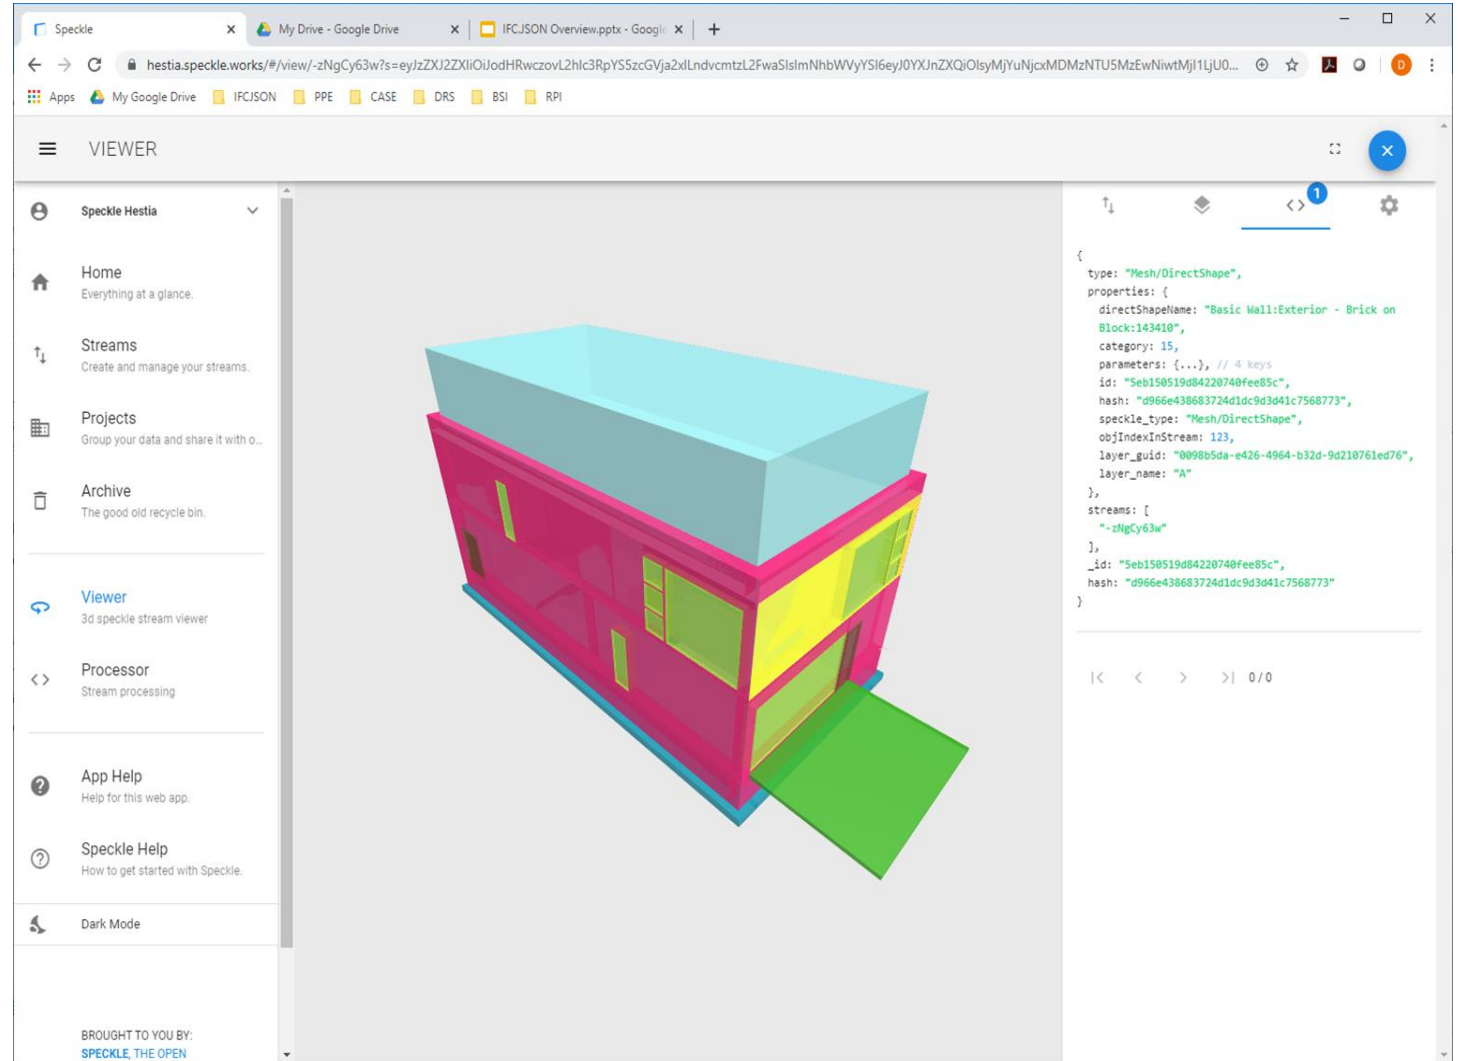 Speckle
My Drive - Google Drive
IFC.JSON Overview.pptx - Google
hestia.speckle.works/#/view/-zNgCy63w?s=
Apps
My Google Drive
IFCJSON
PPE
CASE
DRS
BSI
RPI
D
VIEWER
Speckle Hestia
Home
Everything at a glance.
Streams
Create and manage your streams.
Projects
Group your data and share it with o...
Archive
The good old recycle bin.
Viewer
3d speckle stream viewer
Processor
Stream processing
App Help
Help for this web app.
Speckle Help
How to get started with Speckle.
Dark Mode
BROUGHT TO YOU BY:
SPECKLE, THE OPEN
1
{
type: "Mesh/DirectShape",
properties: {
directShapeName: "Basic Wall:Exterior - Brick on
Block:143410",
category: 15,
parameters: {...}, // 4 keys
id: "5eb150519d84220740fee85c",
hash: "d966e438683724d1dc9d3d41c7568773",
speckle_type: "Mesh/DirectShape",
objIndexInStream: 123,
layer_guid: "0098b5da-e426-4964-b32d-9d210761ed76",
layer_name: "A"
},
streams: [
"-zNgCy63w"
],
_id: "5eb150519d84220740fee85c",
hash: "d966e438683724d1dc9d3d41c7568773"
}
0/0